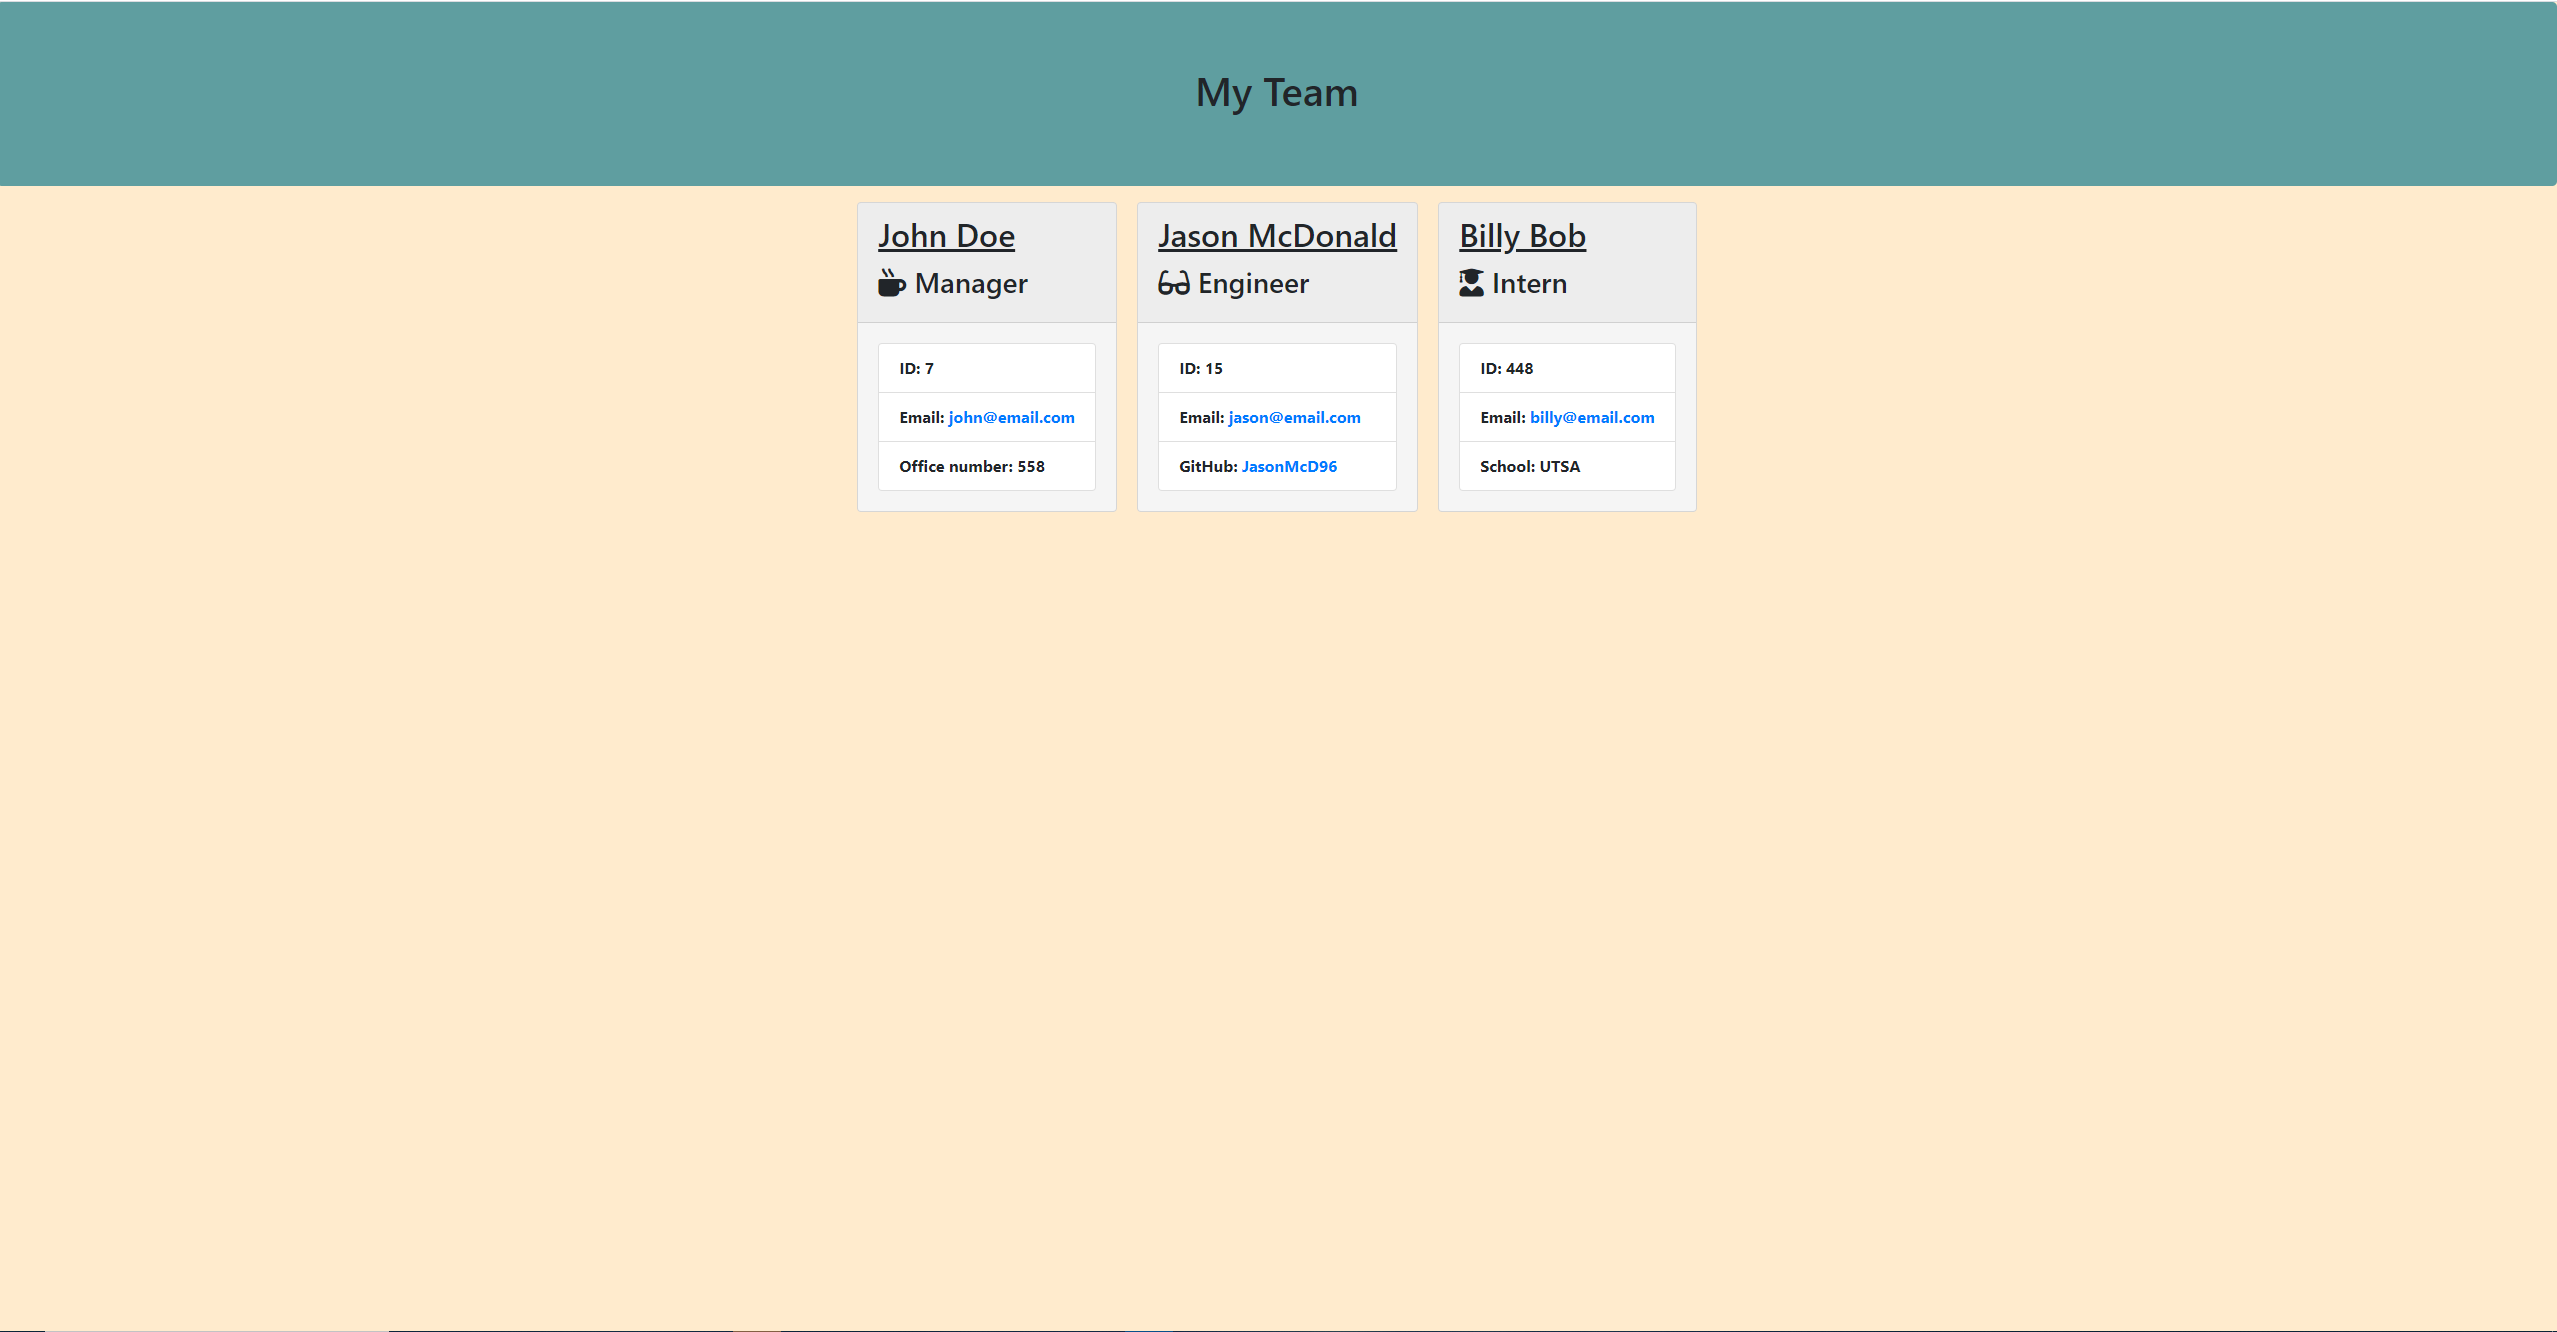 My Team
John Doe
Manager
ID: 7
Email: john@email.com
Office number: 558
Jason McDonald
Engineer
ID: 15
Email: jason@email.com
GitHub: JasonMcD96
Billy Bob
Intern
ID: 448
Email: billy@email.com
School: UTSA